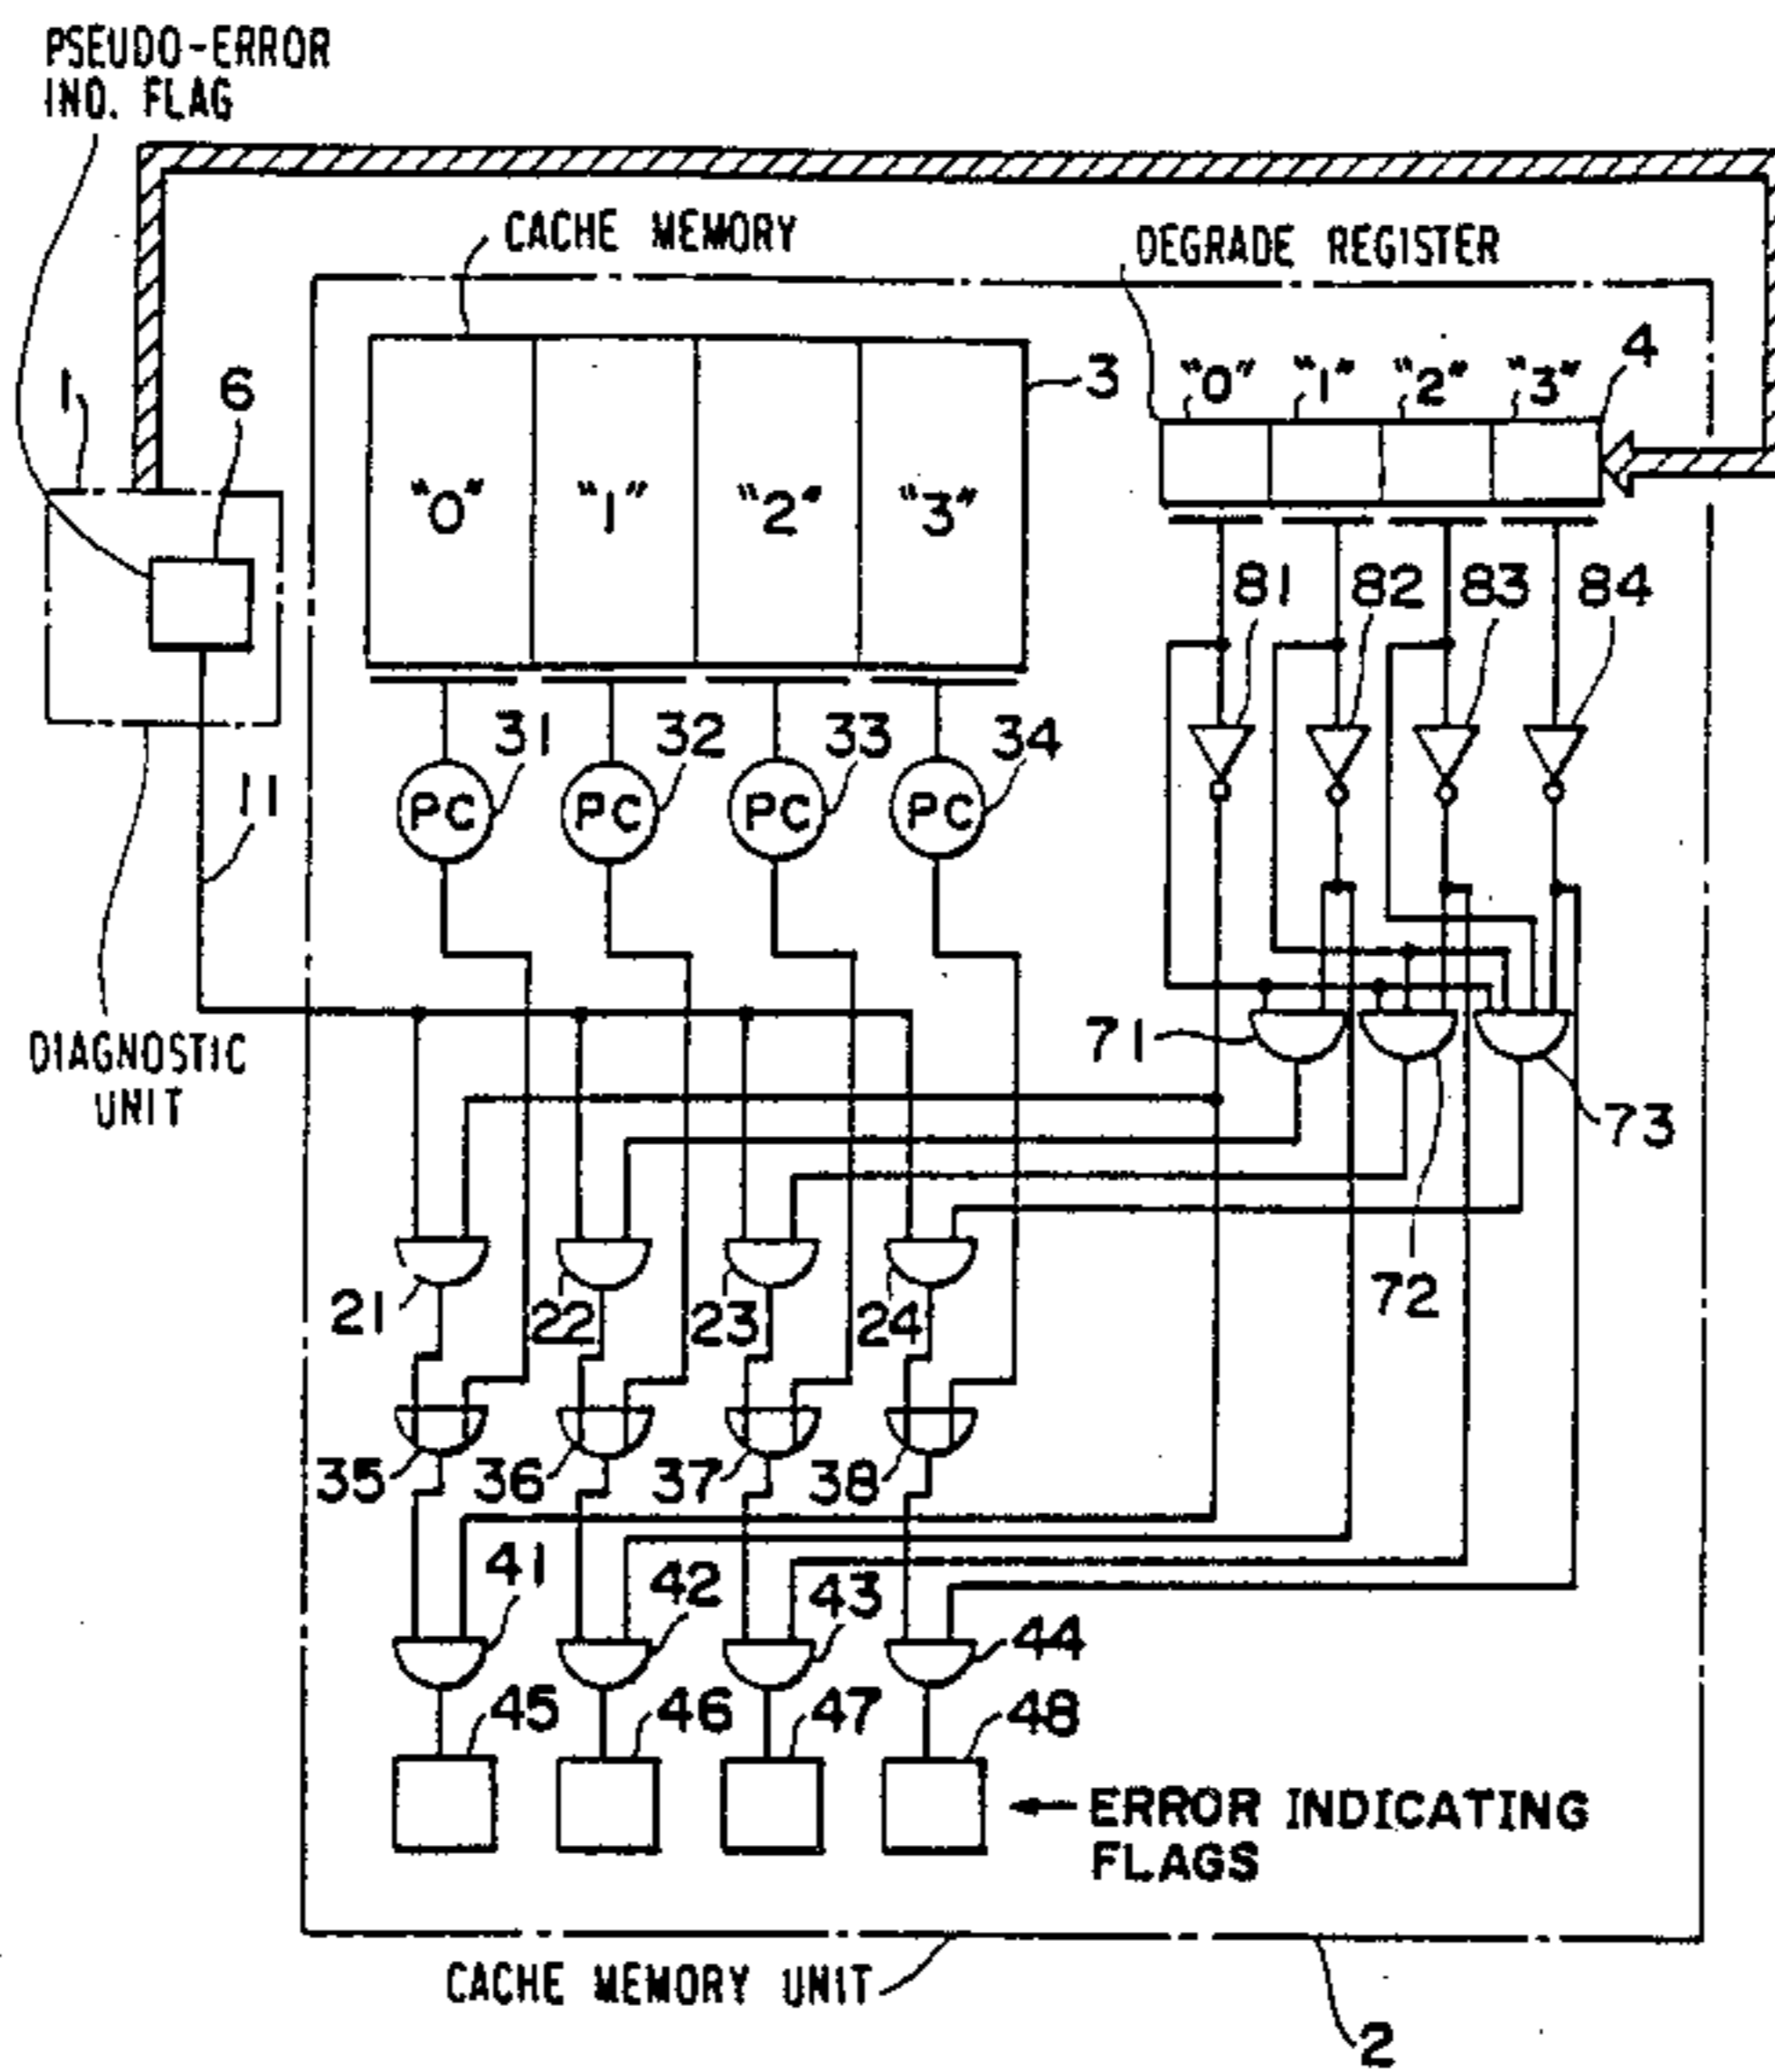 PSEUDO-ERROR
IND. FLAG
CACHE MEMORY
DEGRADE REGISTER
1
6
3
"0" "1" "2" "3" 4
"0" "1" "2" "3"
81 82 83 84
31 32 33 34
PC PC PC PC
11
71
DIAGNOSTIC
UNIT
73
21 22 23 24 72
35 36 37 38
41 42 43 44
45 46 47 48
ERROR INDICATING
FLAGS
CACHE MEMORY UNIT
2